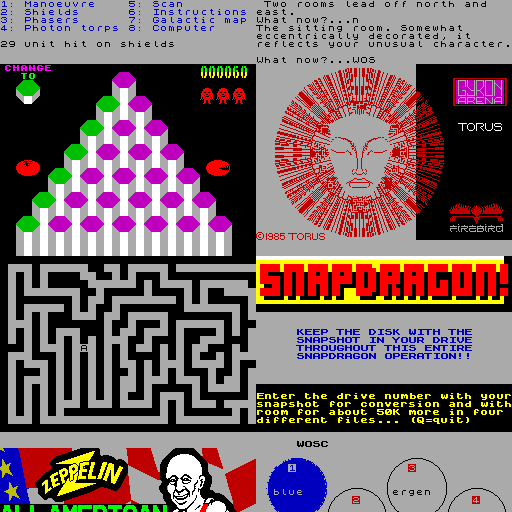 1: Manoeuvre 5: Scan
2: Shields 6: Instructions
3: Phasers 7: Galactic map
4: Photon torps 8: Computer
29 unit hit on shields
Two rooms lead off north and
east.
What now?...n
The sitting room. Somewhat
eccentrically decorated,it
reflects your unusual character.
What now?...WOS
CHANGE
TO
000060
GYRON
ARENA
TORUS
FIREBIRD
©1985 TORUS
A
SNAPDRAGON!
KEEP THE DISK WITH THE
SNAPSHOT IN YOUR DRIVE
THROUGHOUT THIS ENTIRE
SNAPDRAGON OPERATION!!
Enter the drive number with your
snapshot for conversion and with
room for about 50K more in four
different files... (Q=quit)
ZEPPELIN
ALL AMERICAN
WOSC
1
blue
2
3
ergen
4